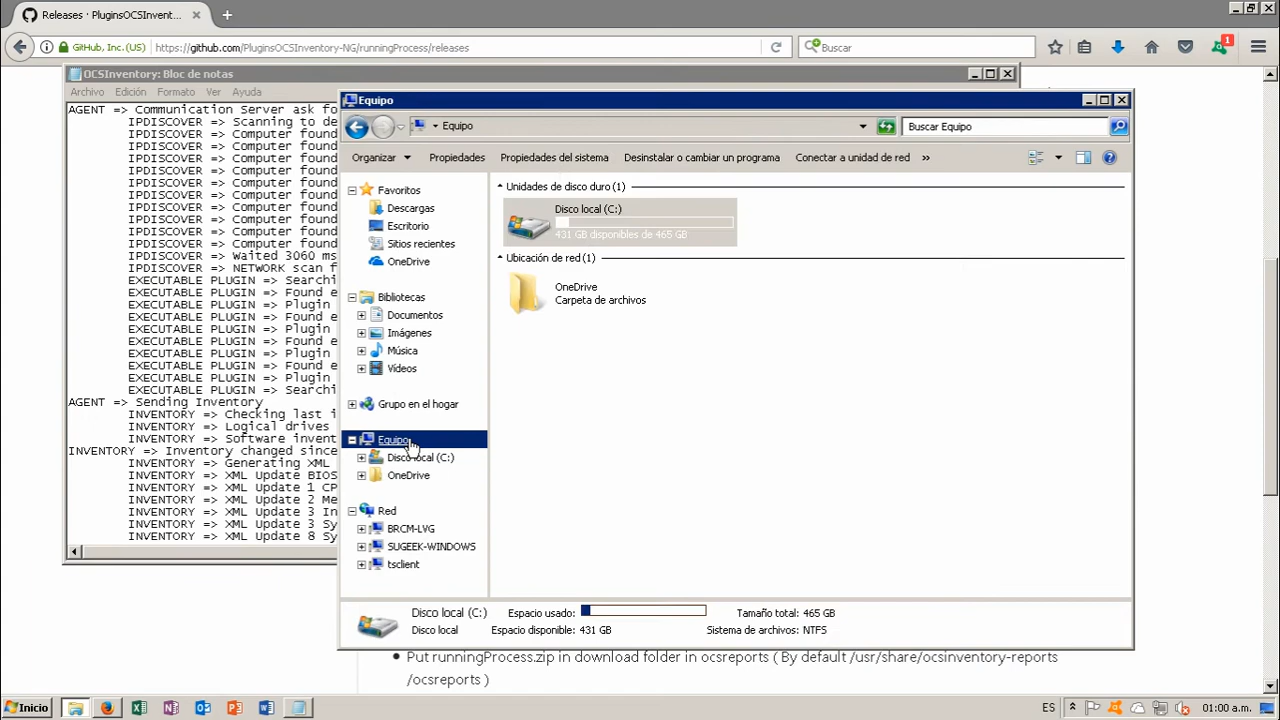 Releases · PluginsOCSInvent...
GitHub, Inc. (US)
https://github.com/PluginsOCSInventory-NG/runningProcess/releases
Buscar
1
OCSInventory: Bloc de notas
Archivo Edición Formato Ver Ayuda
AGENT => Communication Server ask fo
IPDISCOVER => Scanning to de
IPDISCOVER => Computer found
IPDISCOVER => Computer found
IPDISCOVER => Computer found
IPDISCOVER => Computer found
IPDISCOVER => Computer found
IPDISCOVER => Computer found
IPDISCOVER => Computer found
IPDISCOVER => Computer found
IPDISCOVER => Computer found
IPDISCOVER => Computer found
IPDISCOVER => Waited 3060 ms
IPDISCOVER => NETWORK scan f
EXECUTABLE PLUGIN => Searchi
EXECUTABLE PLUGIN => Found e
EXECUTABLE PLUGIN => Plugin
EXECUTABLE PLUGIN => Found e
EXECUTABLE PLUGIN => Plugin
EXECUTABLE PLUGIN => Found e
EXECUTABLE PLUGIN => Plugin
EXECUTABLE PLUGIN => Found e
EXECUTABLE PLUGIN => Plugin
EXECUTABLE PLUGIN => Searchi
AGENT => Sending Inventory
INVENTORY => Checking last i
INVENTORY => Logical drives
INVENTORY => Software invent
INVENTORY => Inventory changed since
INVENTORY => Generating XML
INVENTORY => XML Update BIOS
INVENTORY => XML Update 1 CP
INVENTORY => XML Update 2 Me
INVENTORY => XML Update 3 In
INVENTORY => XML Update 3 Sy
INVENTORY => XML Update 8 Sy
Equipo
Equipo
Buscar Equipo
Organizar Propiedades Propiedades del sistema Desinstalar o cambiar un programa Conectar a unidad de red »
Favoritos
Descargas
Escritorio
Sitios recientes
OneDrive
Bibliotecas
Documentos
Imágenes
Música
Vídeos
Grupo en el hogar
Equipo
Disco local (C:)
OneDrive
Red
BRCM-LVG
SUGEEK-WINDOWS
tsclient
Unidades de disco duro (1)
Disco local (C:)
431 GB disponibles de 465 GB
Ubicación de red (1)
OneDrive
Carpeta de archivos
Disco local (C:) Espacio usado: Tamaño total: 465 GB
Disco local Espacio disponible: 431 GB Sistema de archivos: NTFS
Put runningProcess.zip in download folder in ocsreports ( By default /usr/share/ocsinventory-reports
/ocsreports )
Inicio
ES
01:00 a.m.